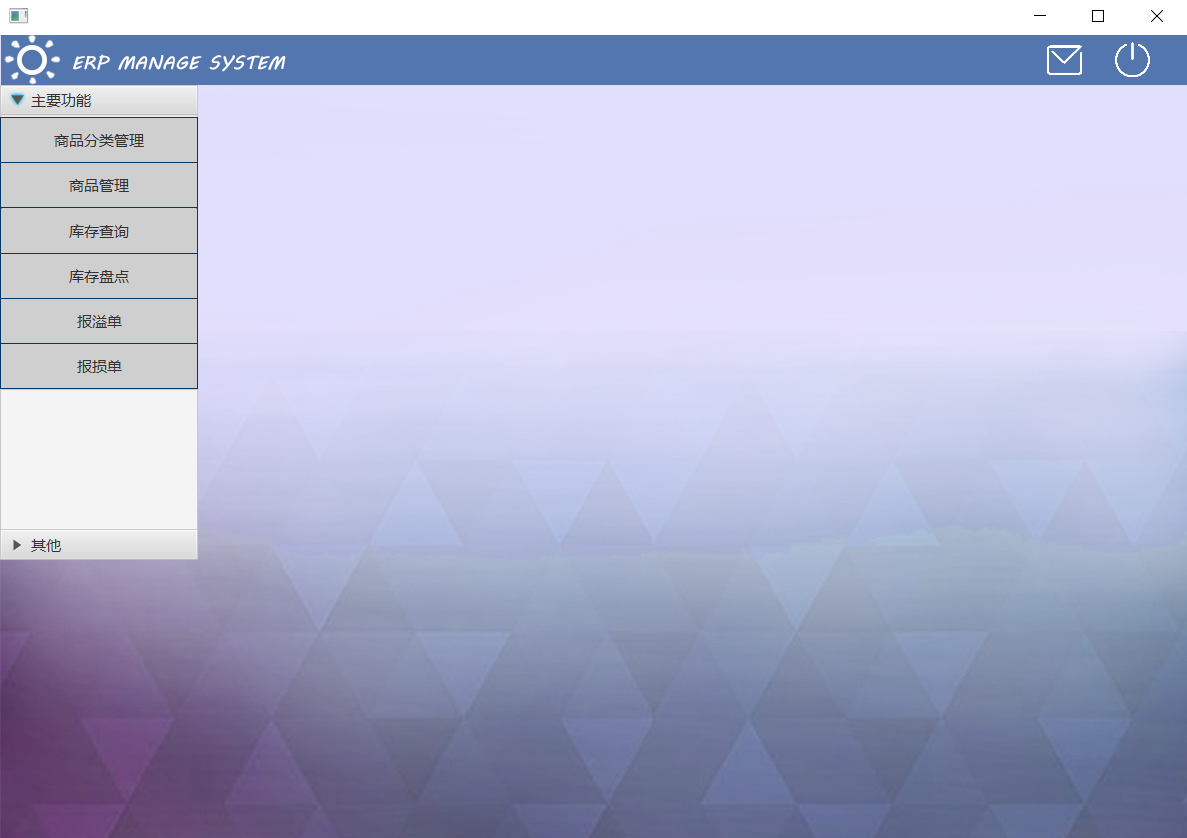 ERP MANAGE SYSTEM
主要功能
商品分类管理
商品管理
库存查询
库存盘点
报溢单
报损单
其他